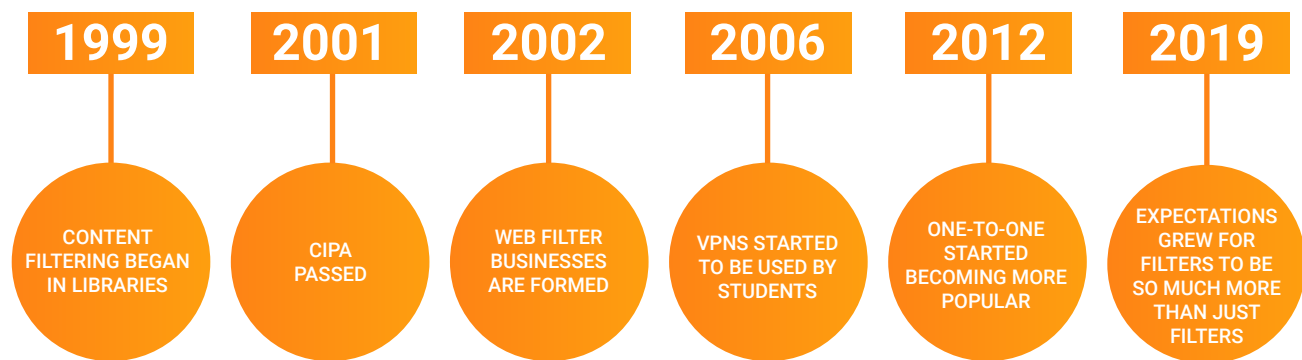 1999
2001
2002
2006
2012
2019
CONTENT
FILTERING BEGAN
IN LIBRARIES
CIPA
PASSED
WEB FILTER
BUSINESSES
ARE FORMED
VPNS STARTED
TO BE USED BY
STUDENTS
ONE-TO-ONE
STARTED
BECOMING MORE
POPULAR
EXPECTATIONS
GREW FOR
FILTERS TO BE
SO MUCH MORE
THAN JUST
FILTERS